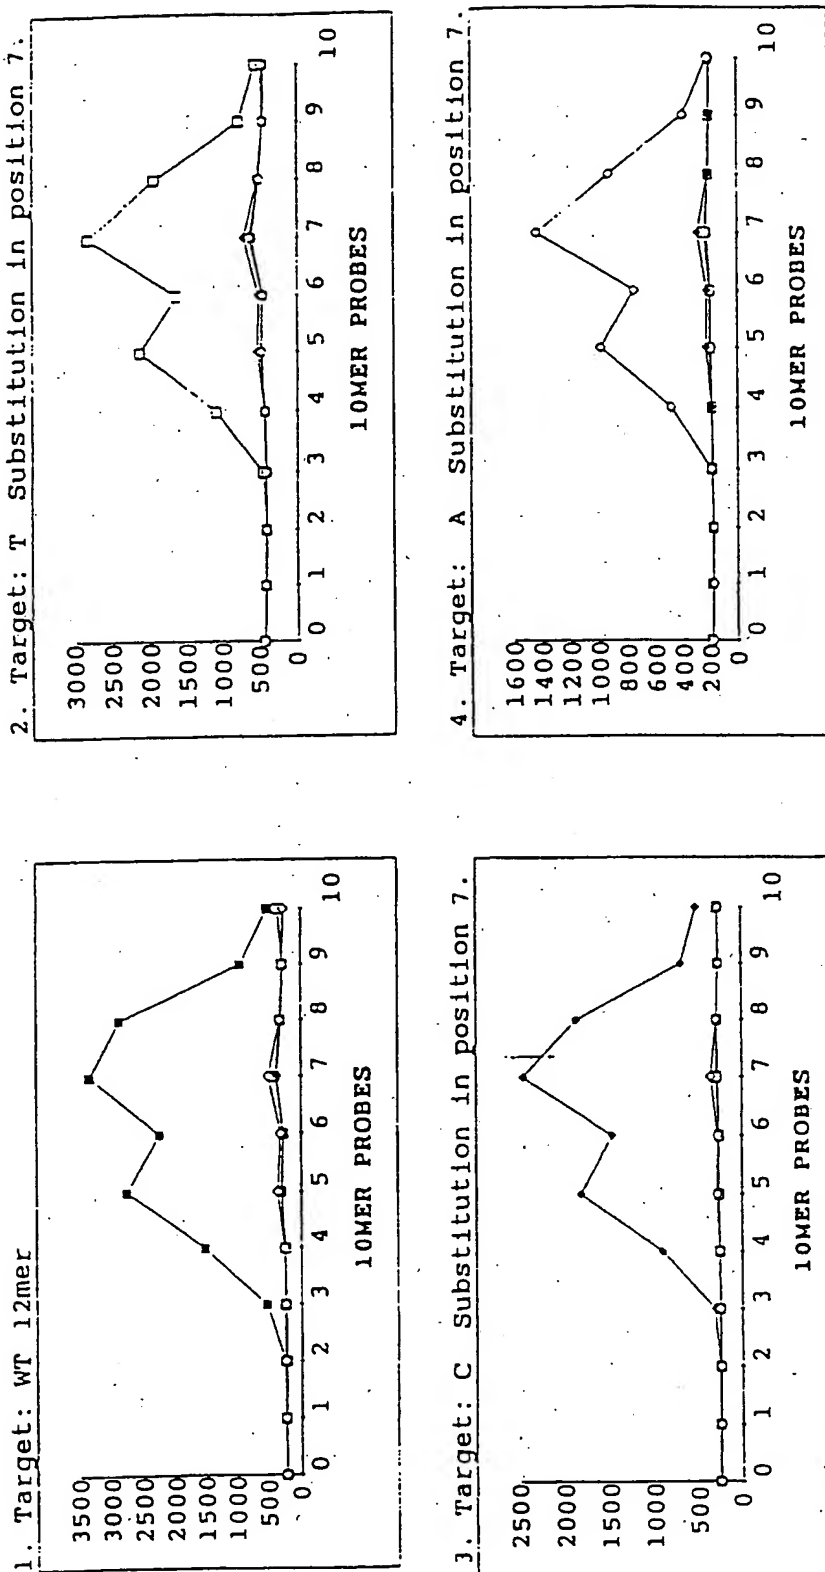 1. Target: WT 12mer
3500
3000
2500
2000
1500
1000
500
0
0 1 2 3 4 5 6 7 8 9 10
10MER PROBES
2. Target: T Substitution in position 7.
3000
2500
2000
1500
1000
500
0
0 1 2 3 4 5 6 7 8 9 10
10MER PROBES
3. Target: C Substitution in position 7.
2500
2000
1500
1000
500
0
0 1 2 3 4 5 6 7 8 9 10
10MER PROBES
4. Target: A Substitution in position 7.
1600
1400
1200
1000
800
600
400
200
0
0 1 2 3 4 5 6 7 8 9 10
10MER PROBES